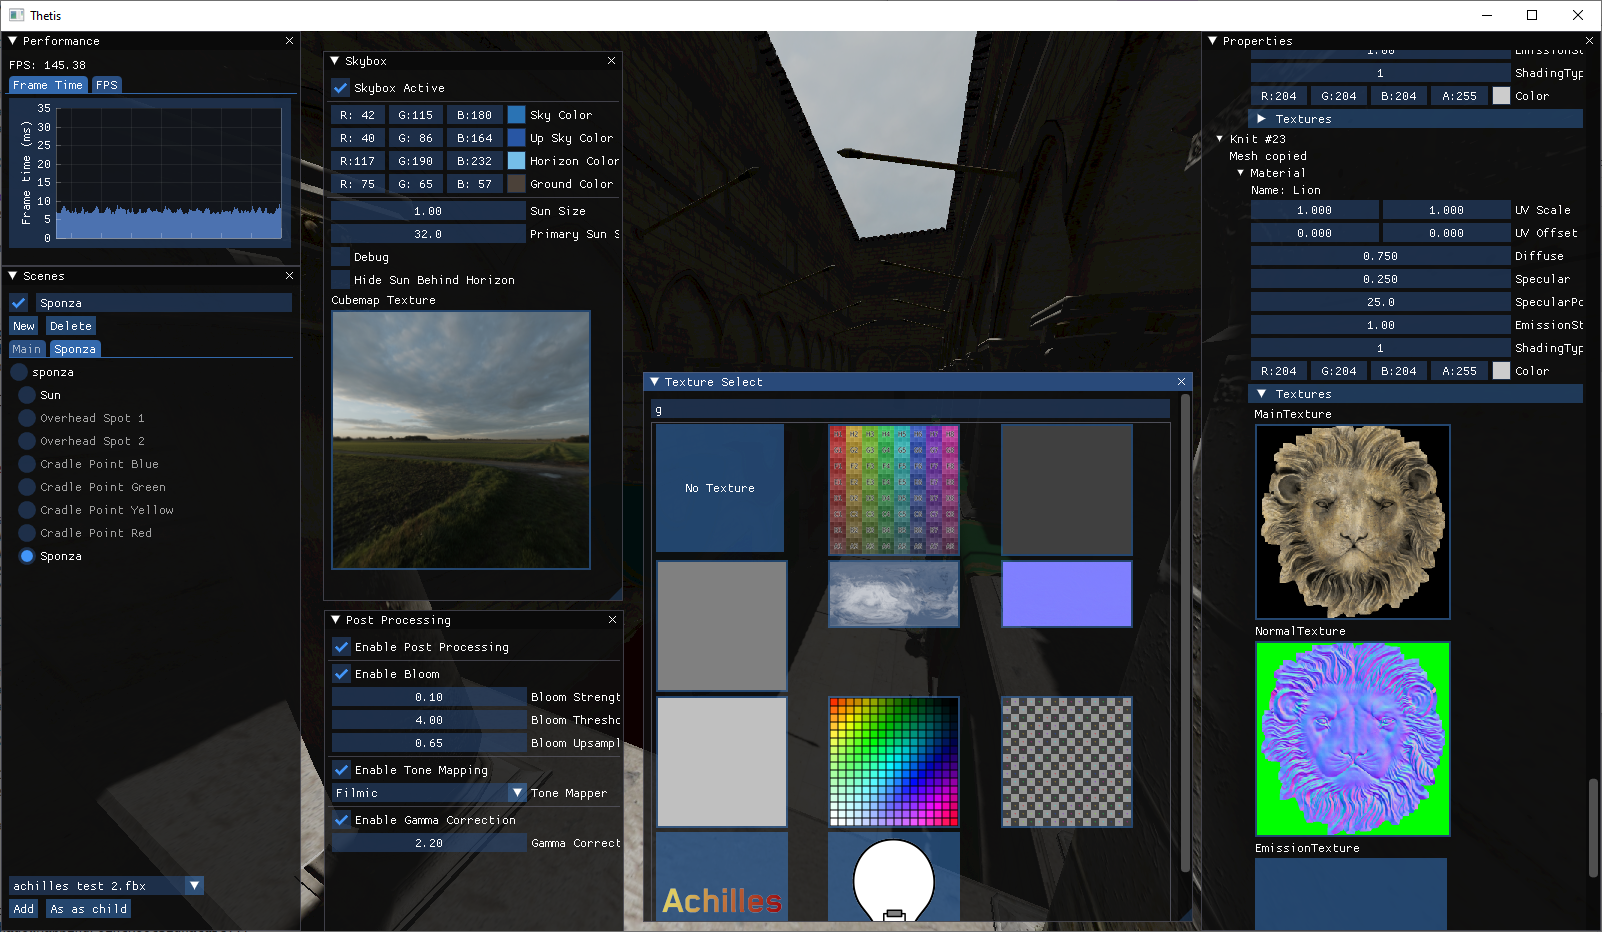 Thetis
Performance
FPS: 145.38
Frame Time FPS
35
30
25
20
15
10
5
0
Frame time (ms)
Scenes
Sponza
New Delete
Main Sponza
sponza
Sun
Overhead Spot 1
Overhead Spot 2
Cradle Point Blue
Cradle Point Green
Cradle Point Yellow
Cradle Point Red
Sponza
achilles test 2.fbx
Add As as child
Skybox
Skybox Active
R: 42 G:115 B:180 Sky Color
R: 40 G: 86 B:164 Up Sky Color
R:117 G:190 B:232 Horizon Color
R: 75 G: 65 B: 57 Ground Color
1.00 Sun Size
32.0 Primary Sun S
Debug
Hide Sun Behind Horizon
Cubemap Texture
Post Processing
Enable Post Processing
Enable Bloom
0.10 Bloom Strengt
4.00 Bloom Thresho
0.65 Bloom Upsampl
Enable Tone Mapping
Filmic Tone Mapper
Enable Gamma Correction
2.20 Gamma Correct
Texture Select
g
No Texture
Achilles
Properties
1.00 EmissionSt
1 ShadingTyp
R:204 G:204 B:204 A:255 Color
Textures
Knit #23
Mesh copied
Material
Name: Lion
1.000 1.000 UV Scale
0.000 0.000 UV Offset
0.750 Diffuse
0.250 Specular
25.0 SpecularPo
1.00 EmissionSt
1 ShadingTyp
R:204 G:204 B:204 A:255 Color
Textures
MainTexture
NormalTexture
EmissionTexture